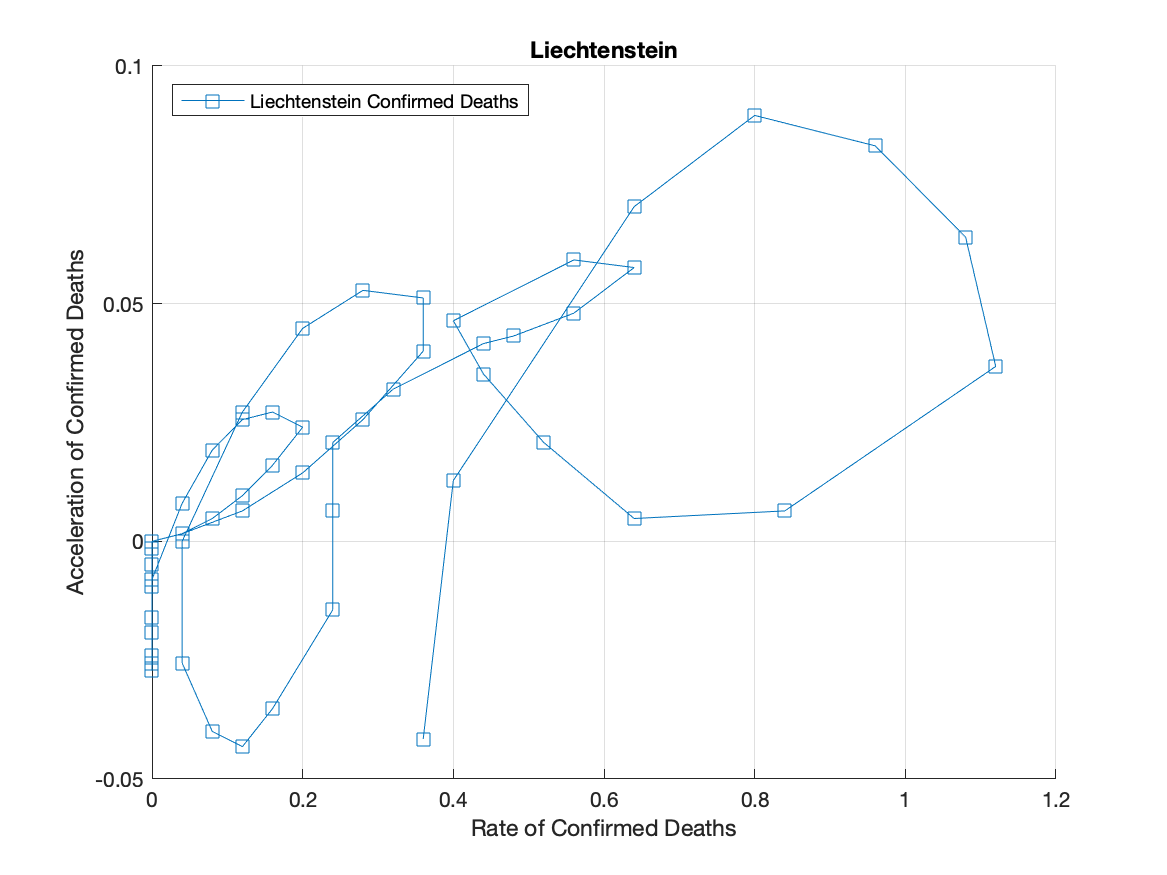 Liechtenstein
0.1
Liechtenstein Confirmed Deaths
Acceleration of Confirmed Deaths
0.05
0
-0.05
0 0.2 0.4 0.6 0.8 1 1.2
Rate of Confirmed Deaths